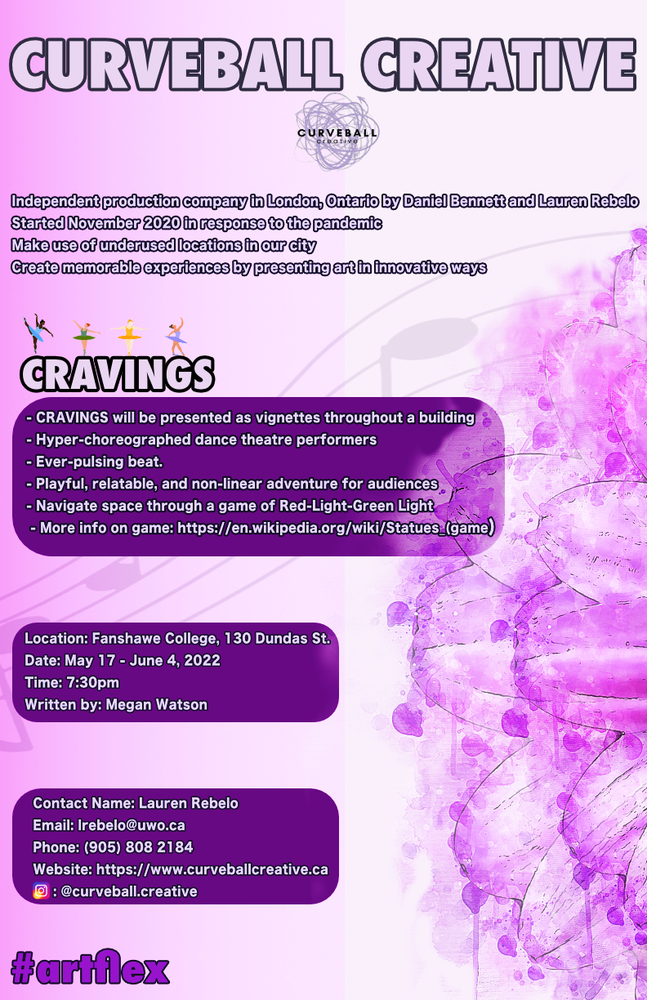 CURVEBALL CREATIVE
CURVEBALL
creative
Independent production company in London, Ontario by Daniel Bennett and Lauren Rebelo
Started November 2020 in response to the pandemic
Make use of underused locations in our city
Create memorable experiences by presenting art in innovative ways
CRAVINGS
- CRAVINGS will be presented as vignettes throughout a building
- Hyper-choreographed dance theatre performers
- Ever-pulsing beat.
- Playful, relatable, and non-linear adventure for audiences
- Navigate space through a game of Red-Light-Green Light
- More info on game: https://en.wikipedia.org/wiki/Statues_(game)
Location: Fanshawe College, 130 Dundas St.
Date: May 17 - June 4, 2022
Time: 7:30pm
Written by: Megan Watson
Contact Name: Lauren Rebelo
Email: lrebelo@uwo.ca
Phone: (905) 808 2184
Website: https://www.curveballcreative.ca
: @curveball.creative
#artflex